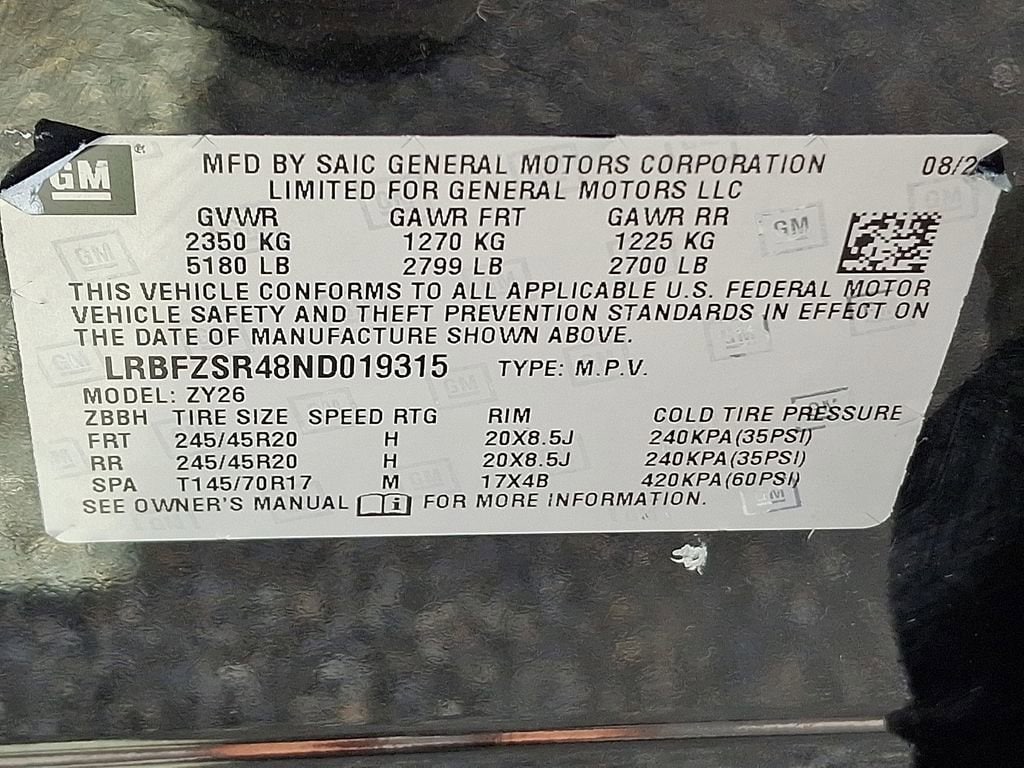 GM ®
MFD BY SAIC GENERAL MOTORS CORPORATION 08/2
LIMITED FOR GENERAL MOTORS LLC
GVWR GAWR FRT GAWR RR
2350 KG 1270 KG 1225 KG
5180 LB 2799 LB 2700 LB
THIS VEHICLE CONFORMS TO ALL APPLICABLE U.S. FEDERAL MOTOR
VEHICLE SAFETY AND THEFT PREVENTION STANDARDS IN EFFECT ON
THE DATE OF MANUFACTURE SHOWN ABOVE.
LRBFZSR48ND019315 TYPE: M.P.V.
MODEL: ZY26
ZBBH TIRE SIZE SPEED RTG RIM COLD TIRE PRESSURE
FRT 245/45R20 H 20X8.5J 240KPA(35PSI)
RR 245/45R20 H 20X8.5J 240KPA(35PSI)
SPA T145/70R17 M 17X4B 420KPA(60PSI)
SEE OWNER'S MANUAL i FOR MORE INFORMATION.